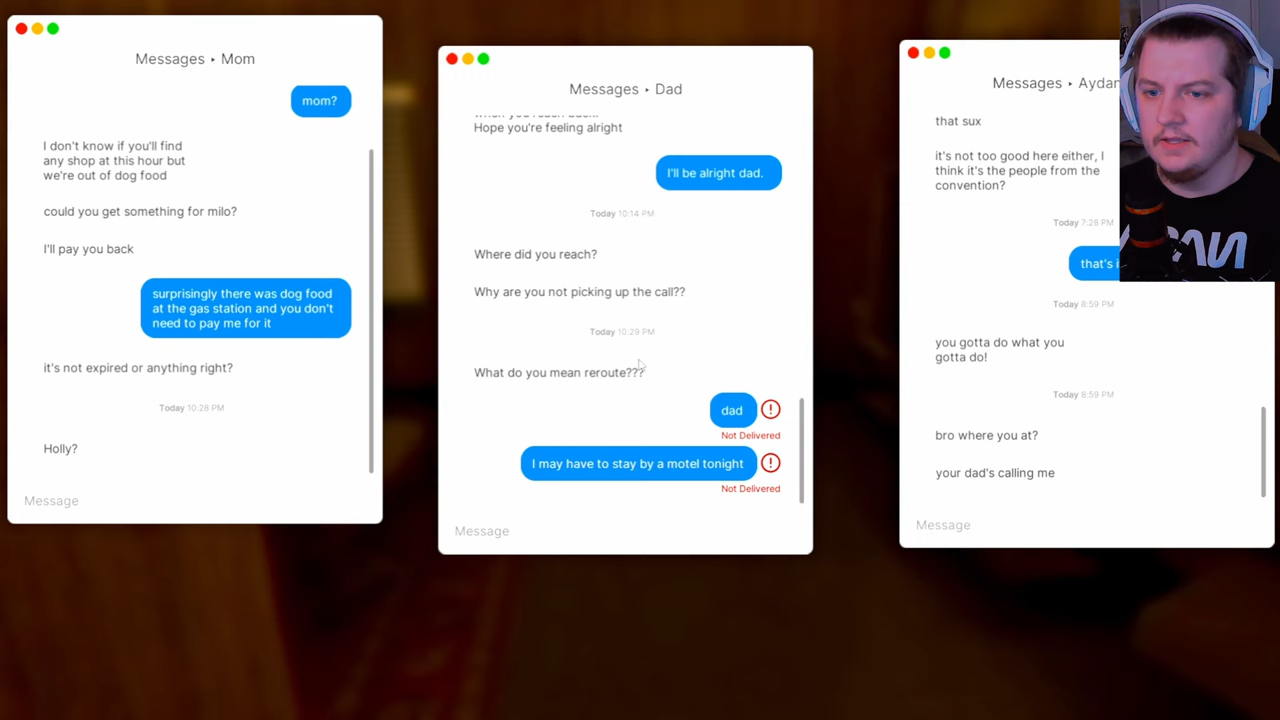 Messages ▸ Mom
mom?
I don't know if you'll find
any shop at this hour but
we're out of dog food
could you get something for milo?
I'll pay you back
surprisingly there was dog food
at the gas station and you don't
need to pay me for it
it's not expired or anything right?
Today 10:28 PM
Holly?
Message
Messages ▸ Dad
Hope you're feeling alright
I'll be alright dad.
Today 10:14 PM
Where did you reach?
Why are you not picking up the call??
Today 10:29 PM
What do you mean reroute???
dad
Not Delivered
I may have to stay by a motel tonight
Not Delivered
Message
Messages ▸ Aydan
that sux
it's not too good here either, I
think it's the people from the
convention?
Today 7:28 PM
that's
Today 8:59 PM
you gotta do what you
gotta do!
Today 8:59 PM
bro where you at?
your dad's calling me
Message